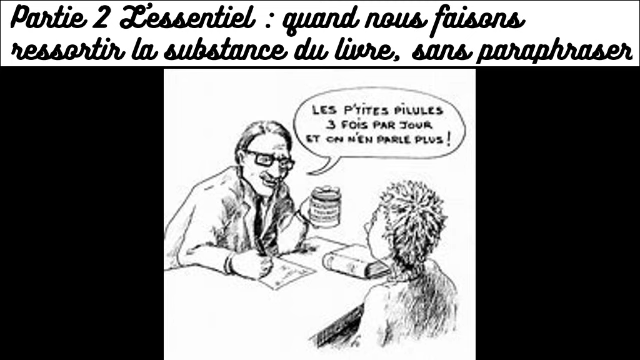 Partie 2 L'essentiel : quand nous faisons
ressortir la substance du livre, sans paraphraser
LES P'TITES PILULES
3 FOIS PAR JOUR
ET ON N'EN PARLE PLUS !